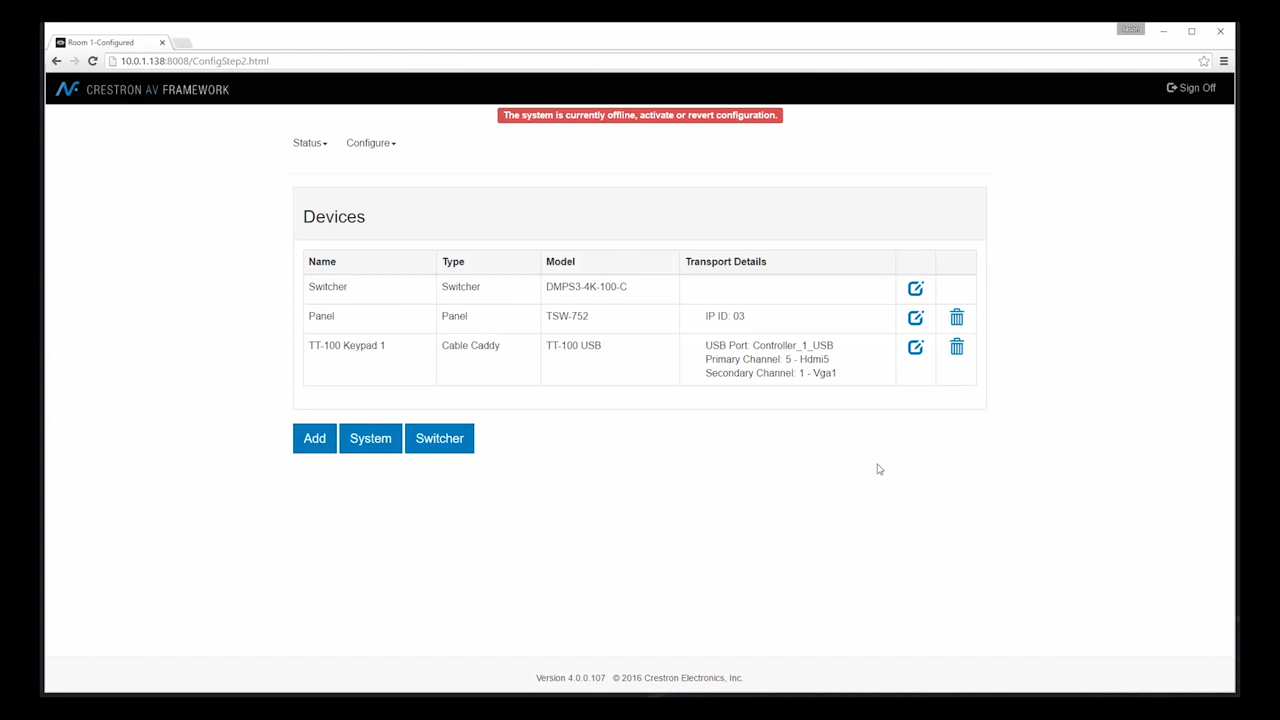 Jason
Room 1-Configured
10.0.1.138:8008/ConfigStep2.html
CRESTRON AV FRAMEWORK
Sign Off
The system is currently offline, activate or revert configuration.
Status Configure
Devices
Name Type Model Transport Details
Switcher Switcher DMPS3-4K-100-C
Panel Panel TSW-752 IP ID: 03
TT-100 Keypad 1 Cable Caddy TT-100 USB USB Port: Controller_1_USB
Primary Channel: 5 - Hdmi5
Secondary Channel: 1 - Vga1
Add System Switcher
Version 4.0.0.107 © 2016 Crestron Electronics, Inc.